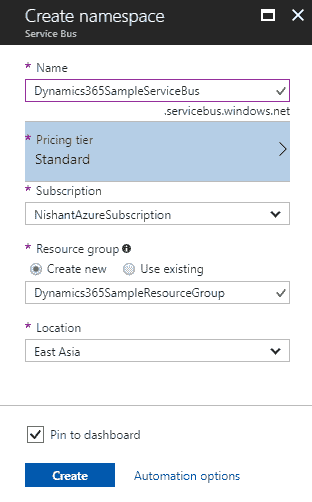 Create namespace
Service Bus
* Name
Dynamics365SampleServiceBus
.servicebus.windows.net
* Pricing tier
Standard
* Subscription
NishantAzureSubscription
* Resource group
Create new Use existing
Dynamics365SampleResourceGroup
* Location
East Asia
Pin to dashboard
Create Automation options